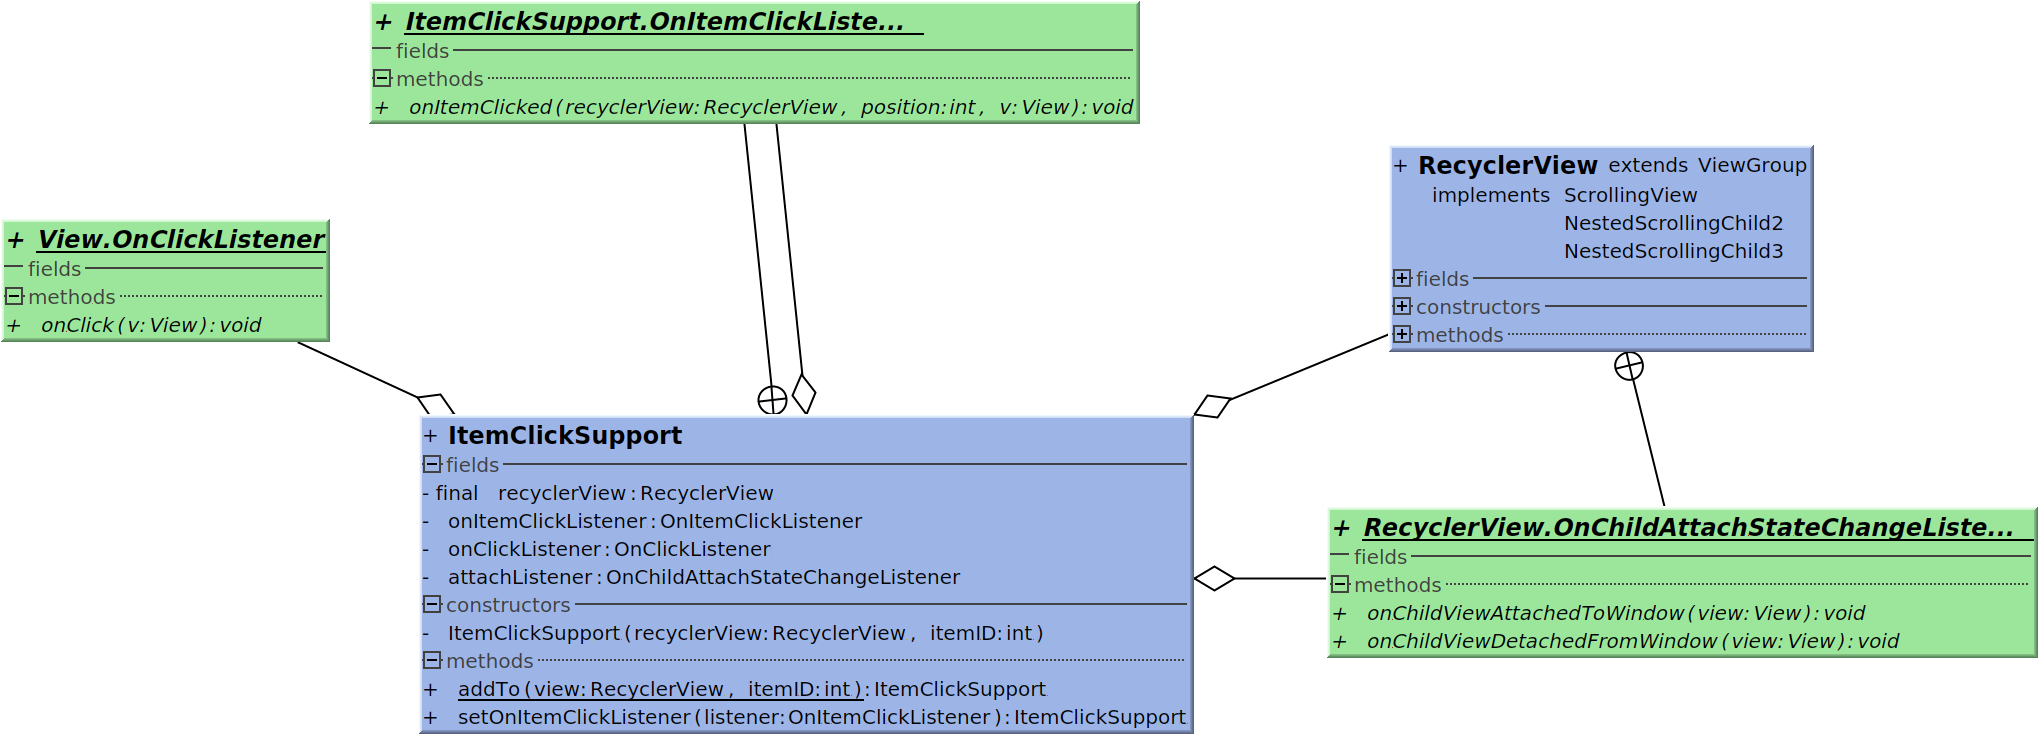 + ItemClickSupport.OnItemClickListe...
fields
methods
+ onItemClicked(recyclerView:RecyclerView, position:int, v:View):void
+ View.OnClickListener
fields
methods
+ onClick(v:View):void
+ RecyclerView extends ViewGroup
implements ScrollingView
NestedScrollingChild2
NestedScrollingChild3
fields
constructors
methods
+ ItemClickSupport
fields
- final recyclerView:RecyclerView
- onItemClickListener:OnItemClickListener
- onClickListener:OnClickListener
- attachListener:OnChildAttachStateChangeListener
constructors
- ItemClickSupport(recyclerView:RecyclerView, itemID:int)
methods
+ addTo(view:RecyclerView, itemID:int):ItemClickSupport
+ setOnItemClickListener(listener:OnItemClickListener):ItemClickSupport
+ RecyclerView.OnChildAttachStateChangeListe...
fields
methods
+ onChildViewAttachedToWindow(view:View):void
+ onChildViewDetachedFromWindow(view:View):void